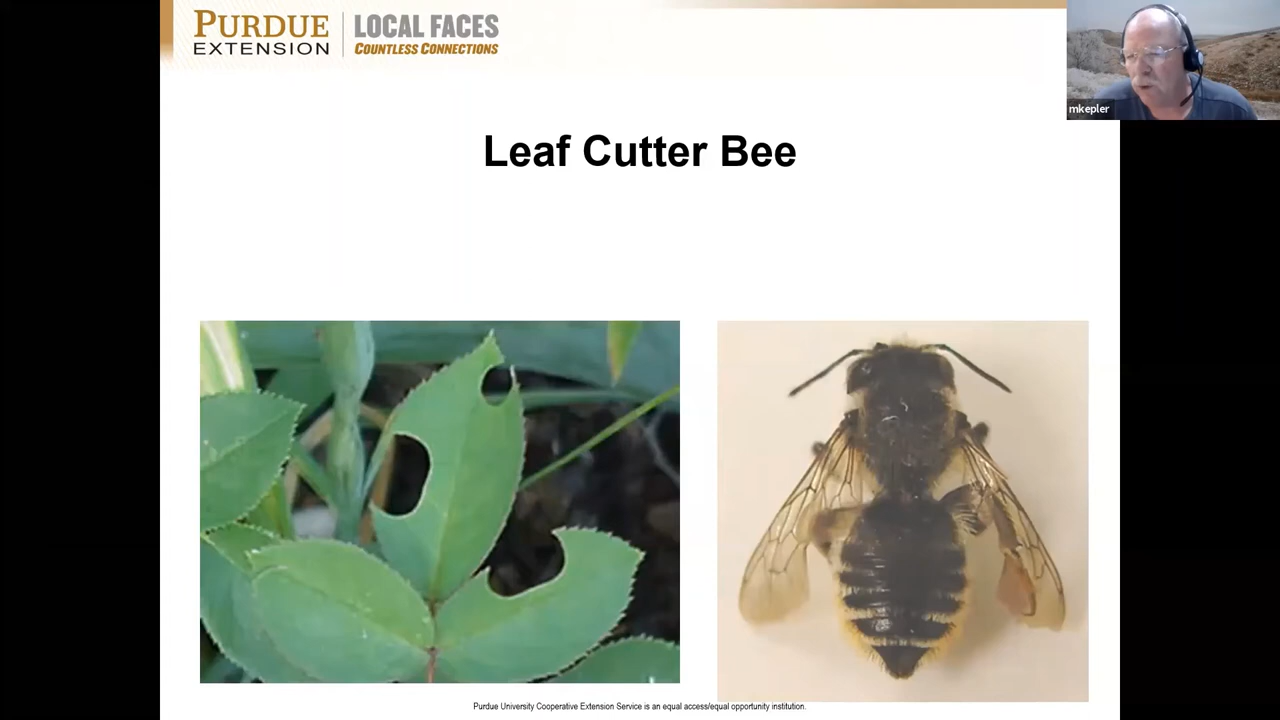 PURDUE
EXTENSION
LOCAL FACES
COUNTLESS CONNECTIONS
mkepler
Leaf Cutter Bee
Purdue University Cooperative Extension Service is an equal access/equal opportunity institution.